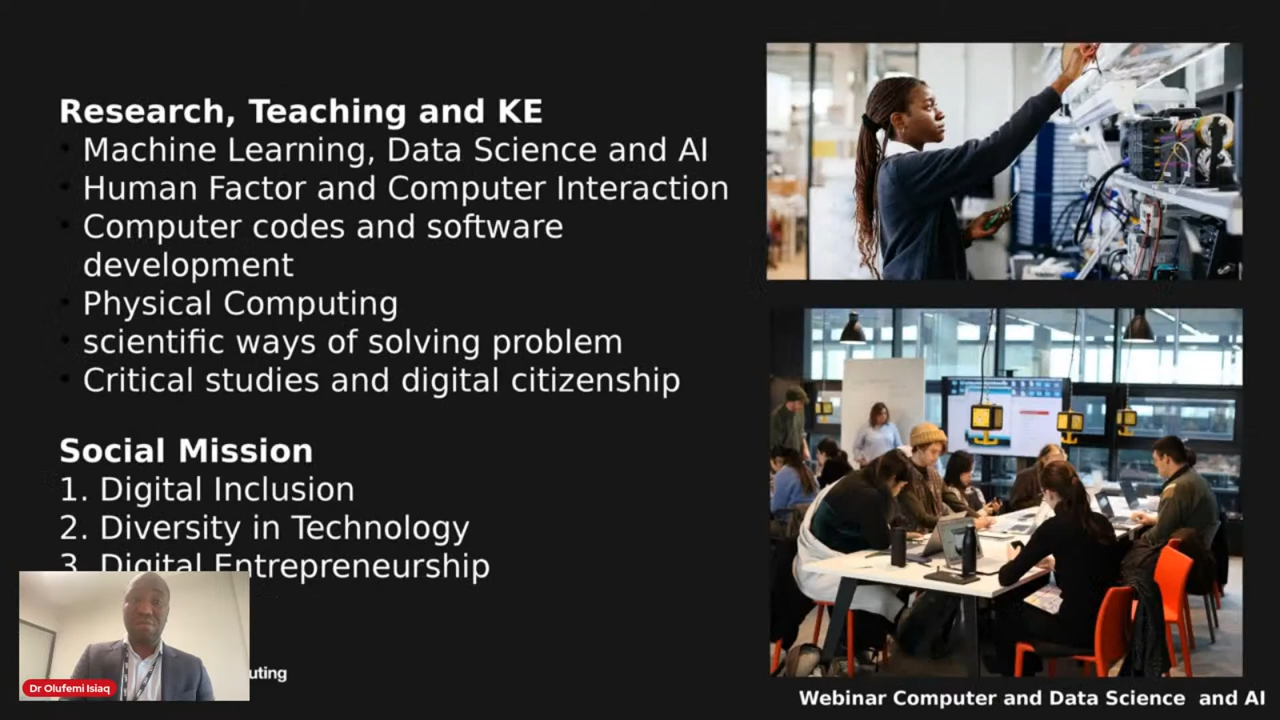 Research, Teaching and KE
Machine Learning, Data Science and AI
Human Factor and Computer Interaction
Computer codes and software
development
Physical Computing
scientific ways of solving problem
Critical studies and digital citizenship
Social Mission
1. Digital Inclusion
2. Diversity in Technology
3. Digital Entrepreneurship
uting
Dr Olufemi Isiaq
Webinar Computer and Data Science and AI